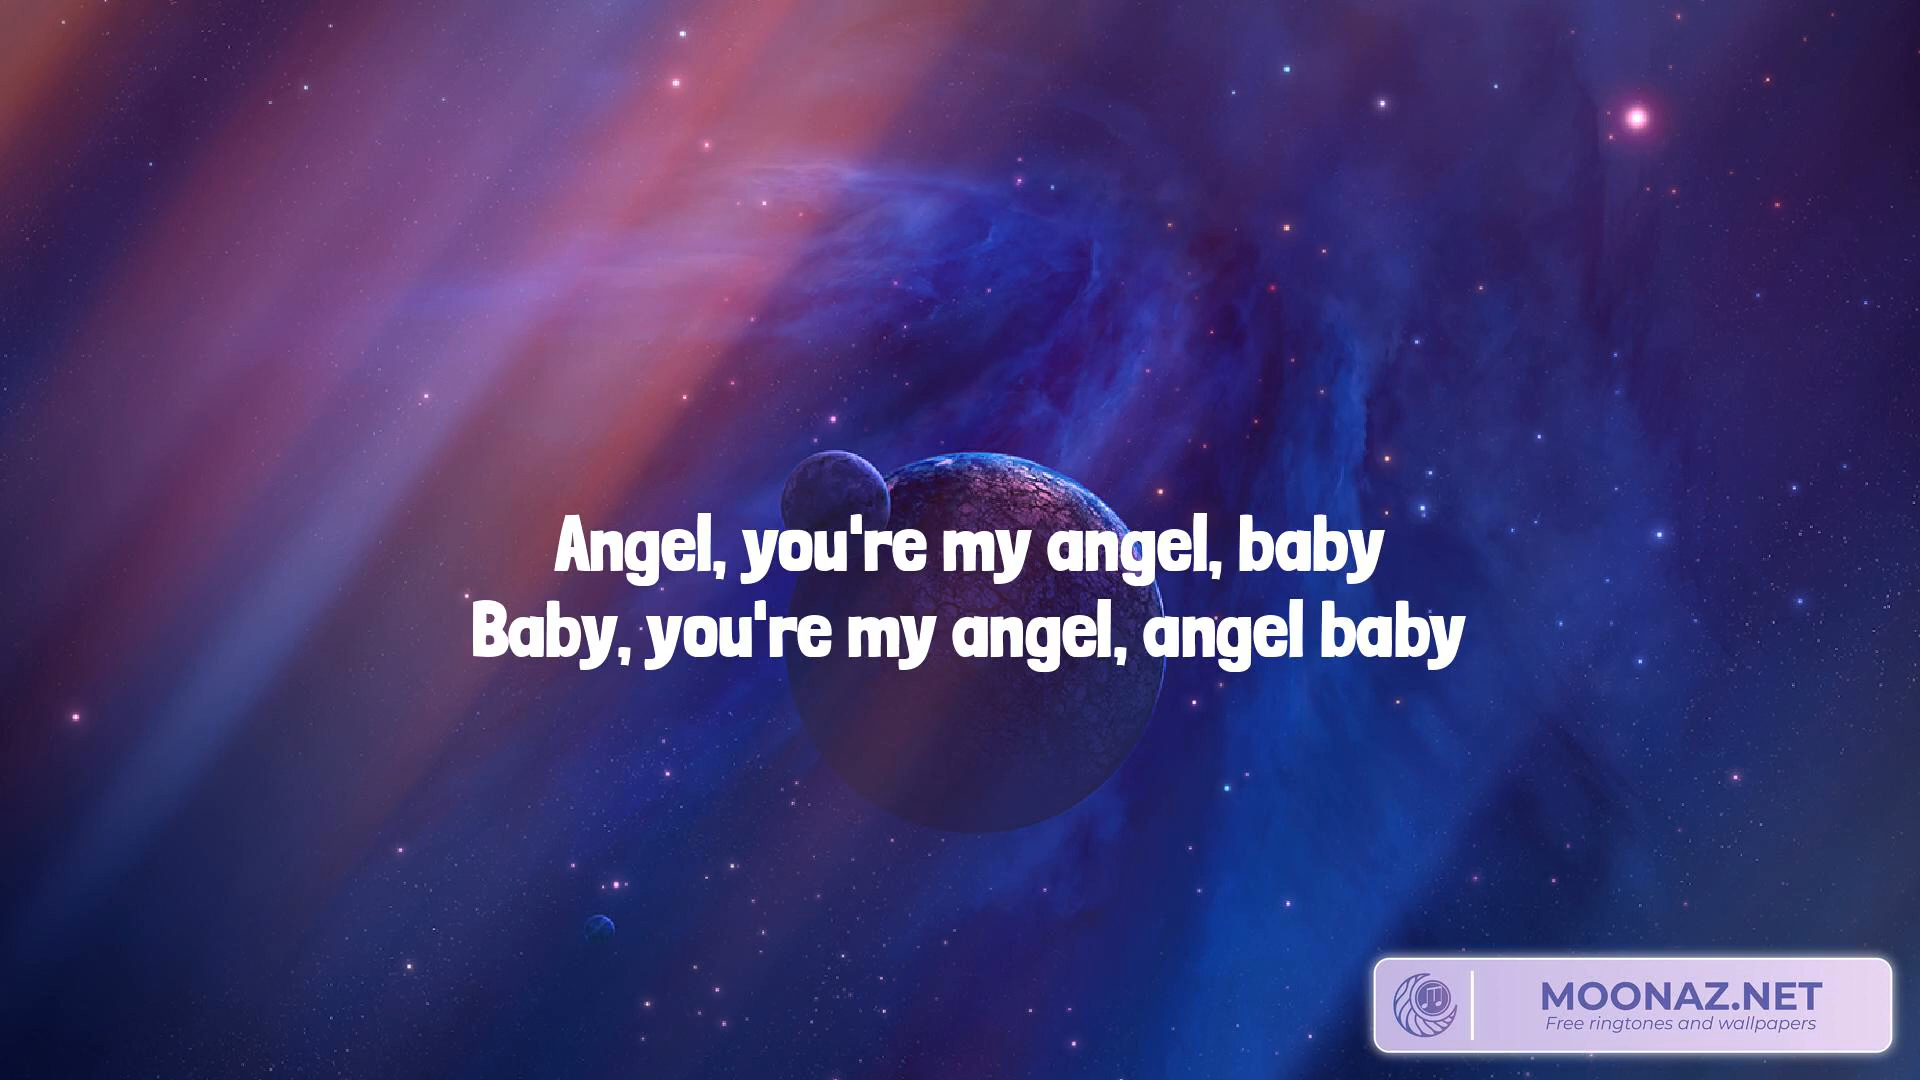 Angel, you're my angel, baby
Baby, you're my angel, angel baby
MOONAZ.NET
Free ringtones and wallpapers